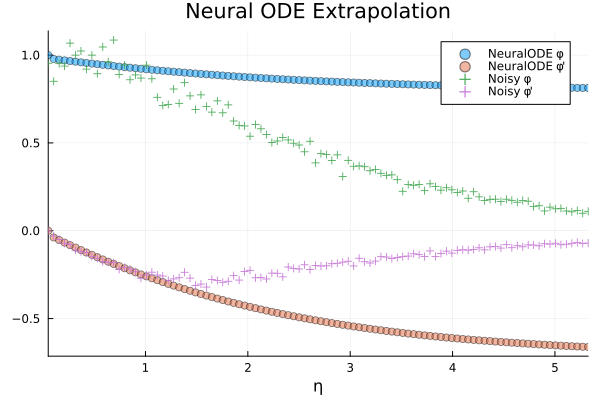 Neural ODE Extrapolation
NeuralODE φ
NeuralODE φ'
Noisy φ
Noisy φ'
1.0
0.5
0.0
−0.5
1 2 3 4 5
η